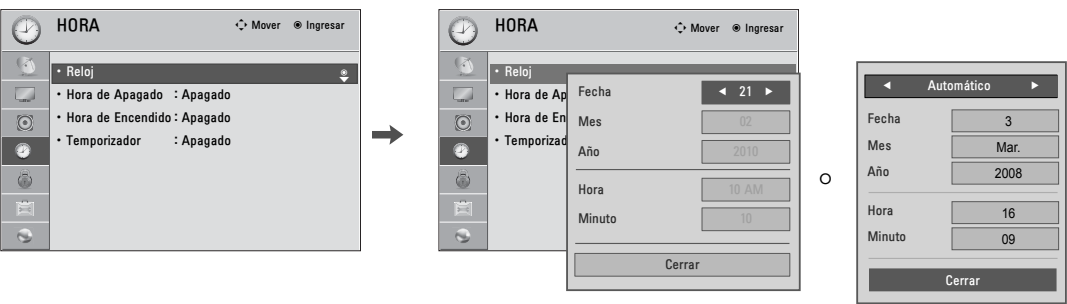 HORA
Mover
Ingresar
• Reloj
• Hora de Apagado : Apagado
• Hora de Encendido : Apagado
• Temporizador : Apagado
HORA
Mover
Ingresar
• Reloj
• Hora de Ap
• Hora de En
• Temporizad
Fecha ◄ 21 ►
Mes 02
Año 2010
Hora 10 AM
Minuto 10
Cerrar
O
◄ Automático ►
Fecha 3
Mes Mar.
Año 2008
Hora 16
Minuto 09
Cerrar